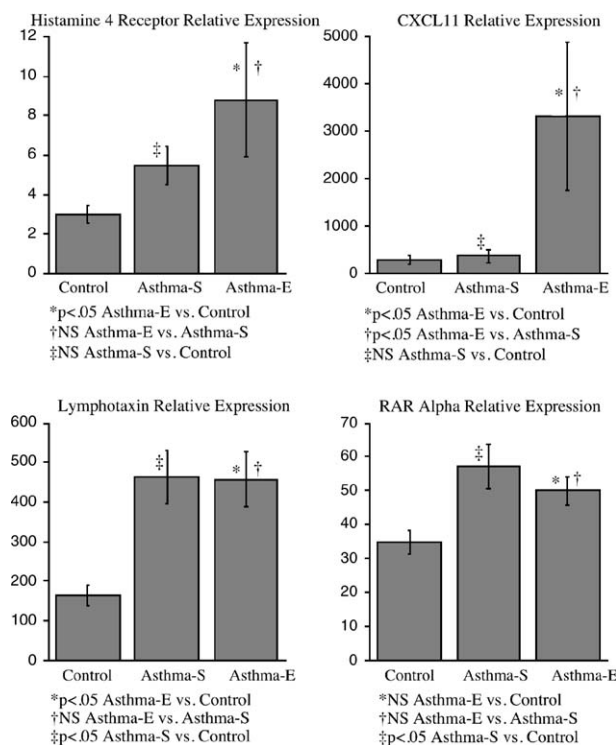 Histamine 4 Receptor Relative Expression
12
10
8
6
4
2
0
* †
‡
Control Asthma-S Asthma-E
*p<.05 Asthma-E vs. Control
†NS Asthma-E vs. Asthma-S
‡NS Asthma-S vs. Control
CXCL11 Relative Expression
5000
4000
3000
2000
1000
0
* †
‡
Control Asthma-S Asthma-E
*p<.05 Asthma-E vs. Control
†p<.05 Asthma-E vs. Asthma-S
‡NS Asthma-S vs. Control
Lymphotaxin Relative Expression
600
500
400
300
200
100
0
‡ * †
Control Asthma-S Asthma-E
*p<.05 Asthma-E vs. Control
†NS Asthma-E vs. Asthma-S
‡p<.05 Asthma-S vs. Control
RAR Alpha Relative Expression
70
60
50
40
30
20
10
0
‡
* †
Control Asthma-S Asthma-E
*NS Asthma-E vs. Control
†NS Asthma-E vs. Asthma-S
‡p<.05 Asthma-S vs. Control